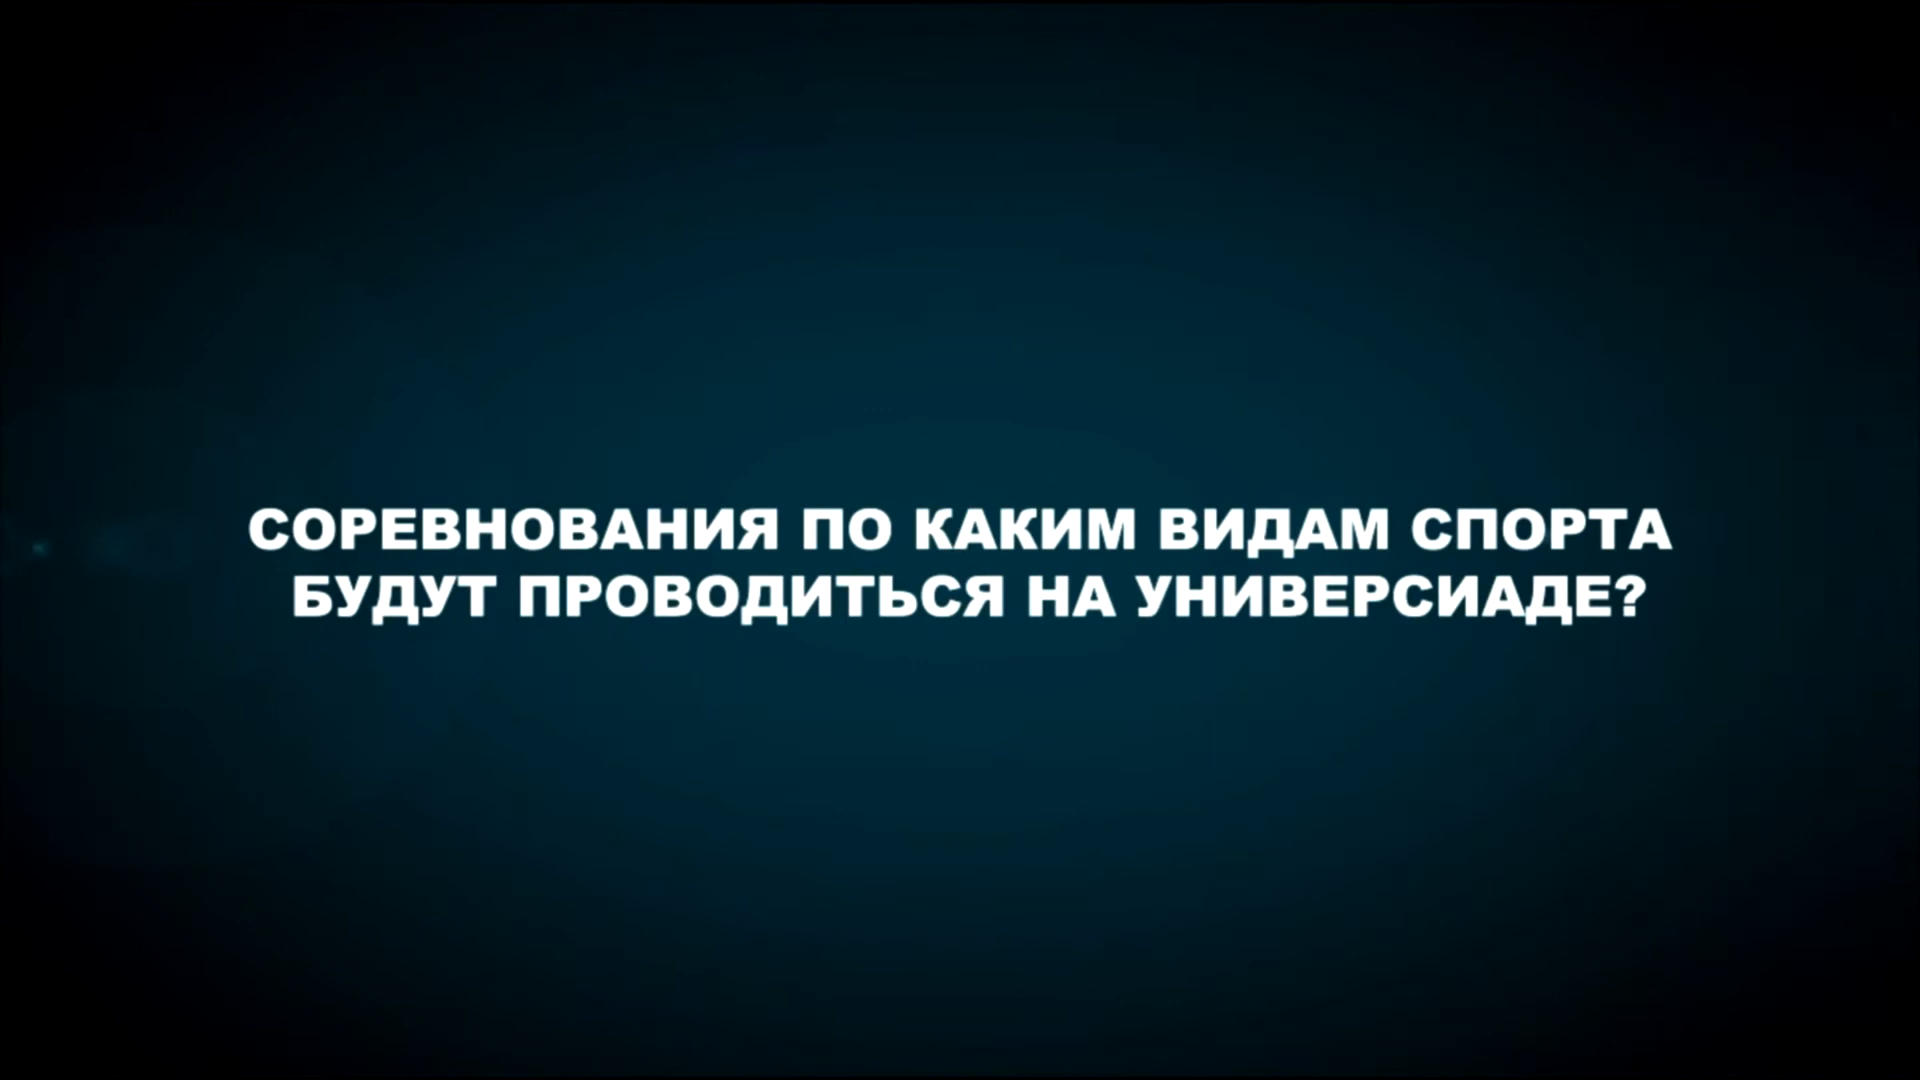 СОРЕВНОВАНИЯ ПО КАКИМ ВИДАМ СПОРТА
БУДУТ ПРОВОДИТЬСЯ НА УНИВЕРСИАДЕ?